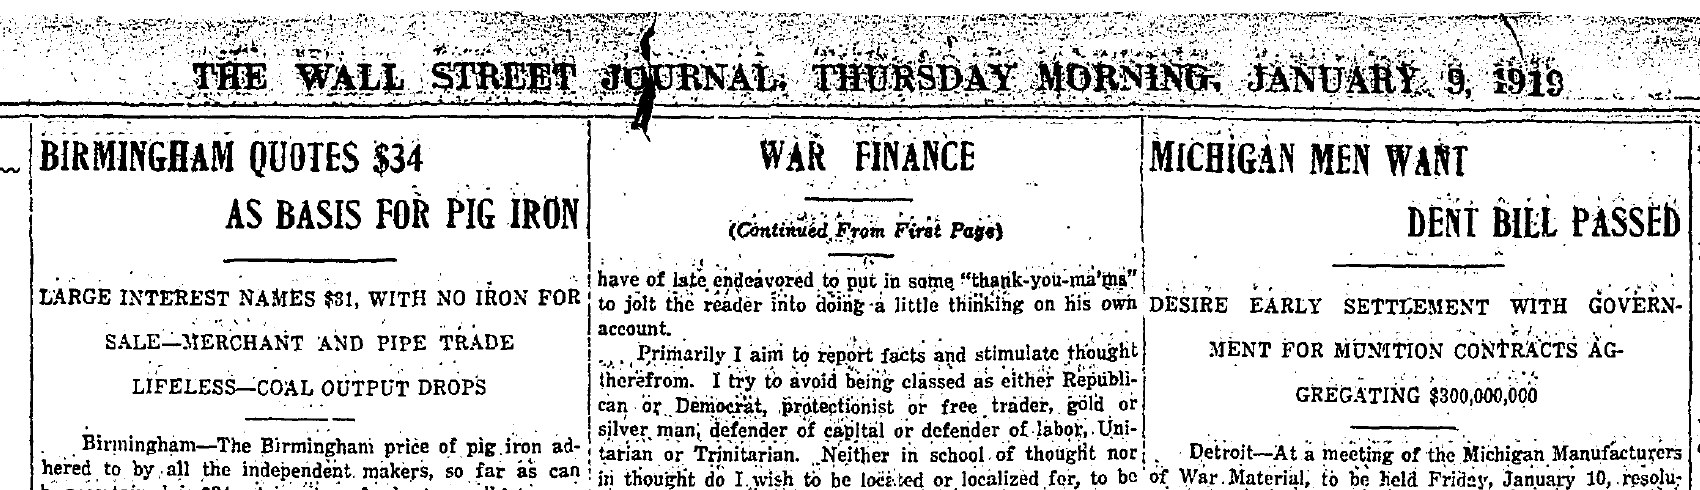 THE WALL STREET JOURNAL, THURSDAY MORNING, JANUARY 9, 1919
BIRMINGHAM QUOTES $34
AS BASIS FOR PIG IRON
LARGE INTEREST NAMES $31, WITH NO IRON FOR
SALE—MERCHANT AND PIPE TRADE
LIFELESS—COAL OUTPUT DROPS
Birmingham—The Birmingham price of pig iron ad-
hered to by all the independent makers, so far as can
WAR FINANCE
(Continued From First Page)
have of late endeavored to put in some "thank-you-ma'ms"
to jolt the reader into doing a little thinking on his own
account.
Primarily I aim to report facts and stimulate thought
therefrom. I try to avoid being classed as either Republi-
can or Democrat, protectionist or free trader, gold or
silver man, defender of capital or defender of labor, Uni-
tarian or Trinitarian. Neither in school of thought nor
in thought do I wish to be located or localized for, to be
MICHIGAN MEN WANT
DENT BILL PASSED
DESIRE EARLY SETTLEMENT WITH GOVERN-
MENT FOR MUNITION CONTRACTS AG-
GREGATING $300,000,000
Detroit—At a meeting of the Michigan Manufacturers
of War Material, to be held Friday, January 10, resolu-